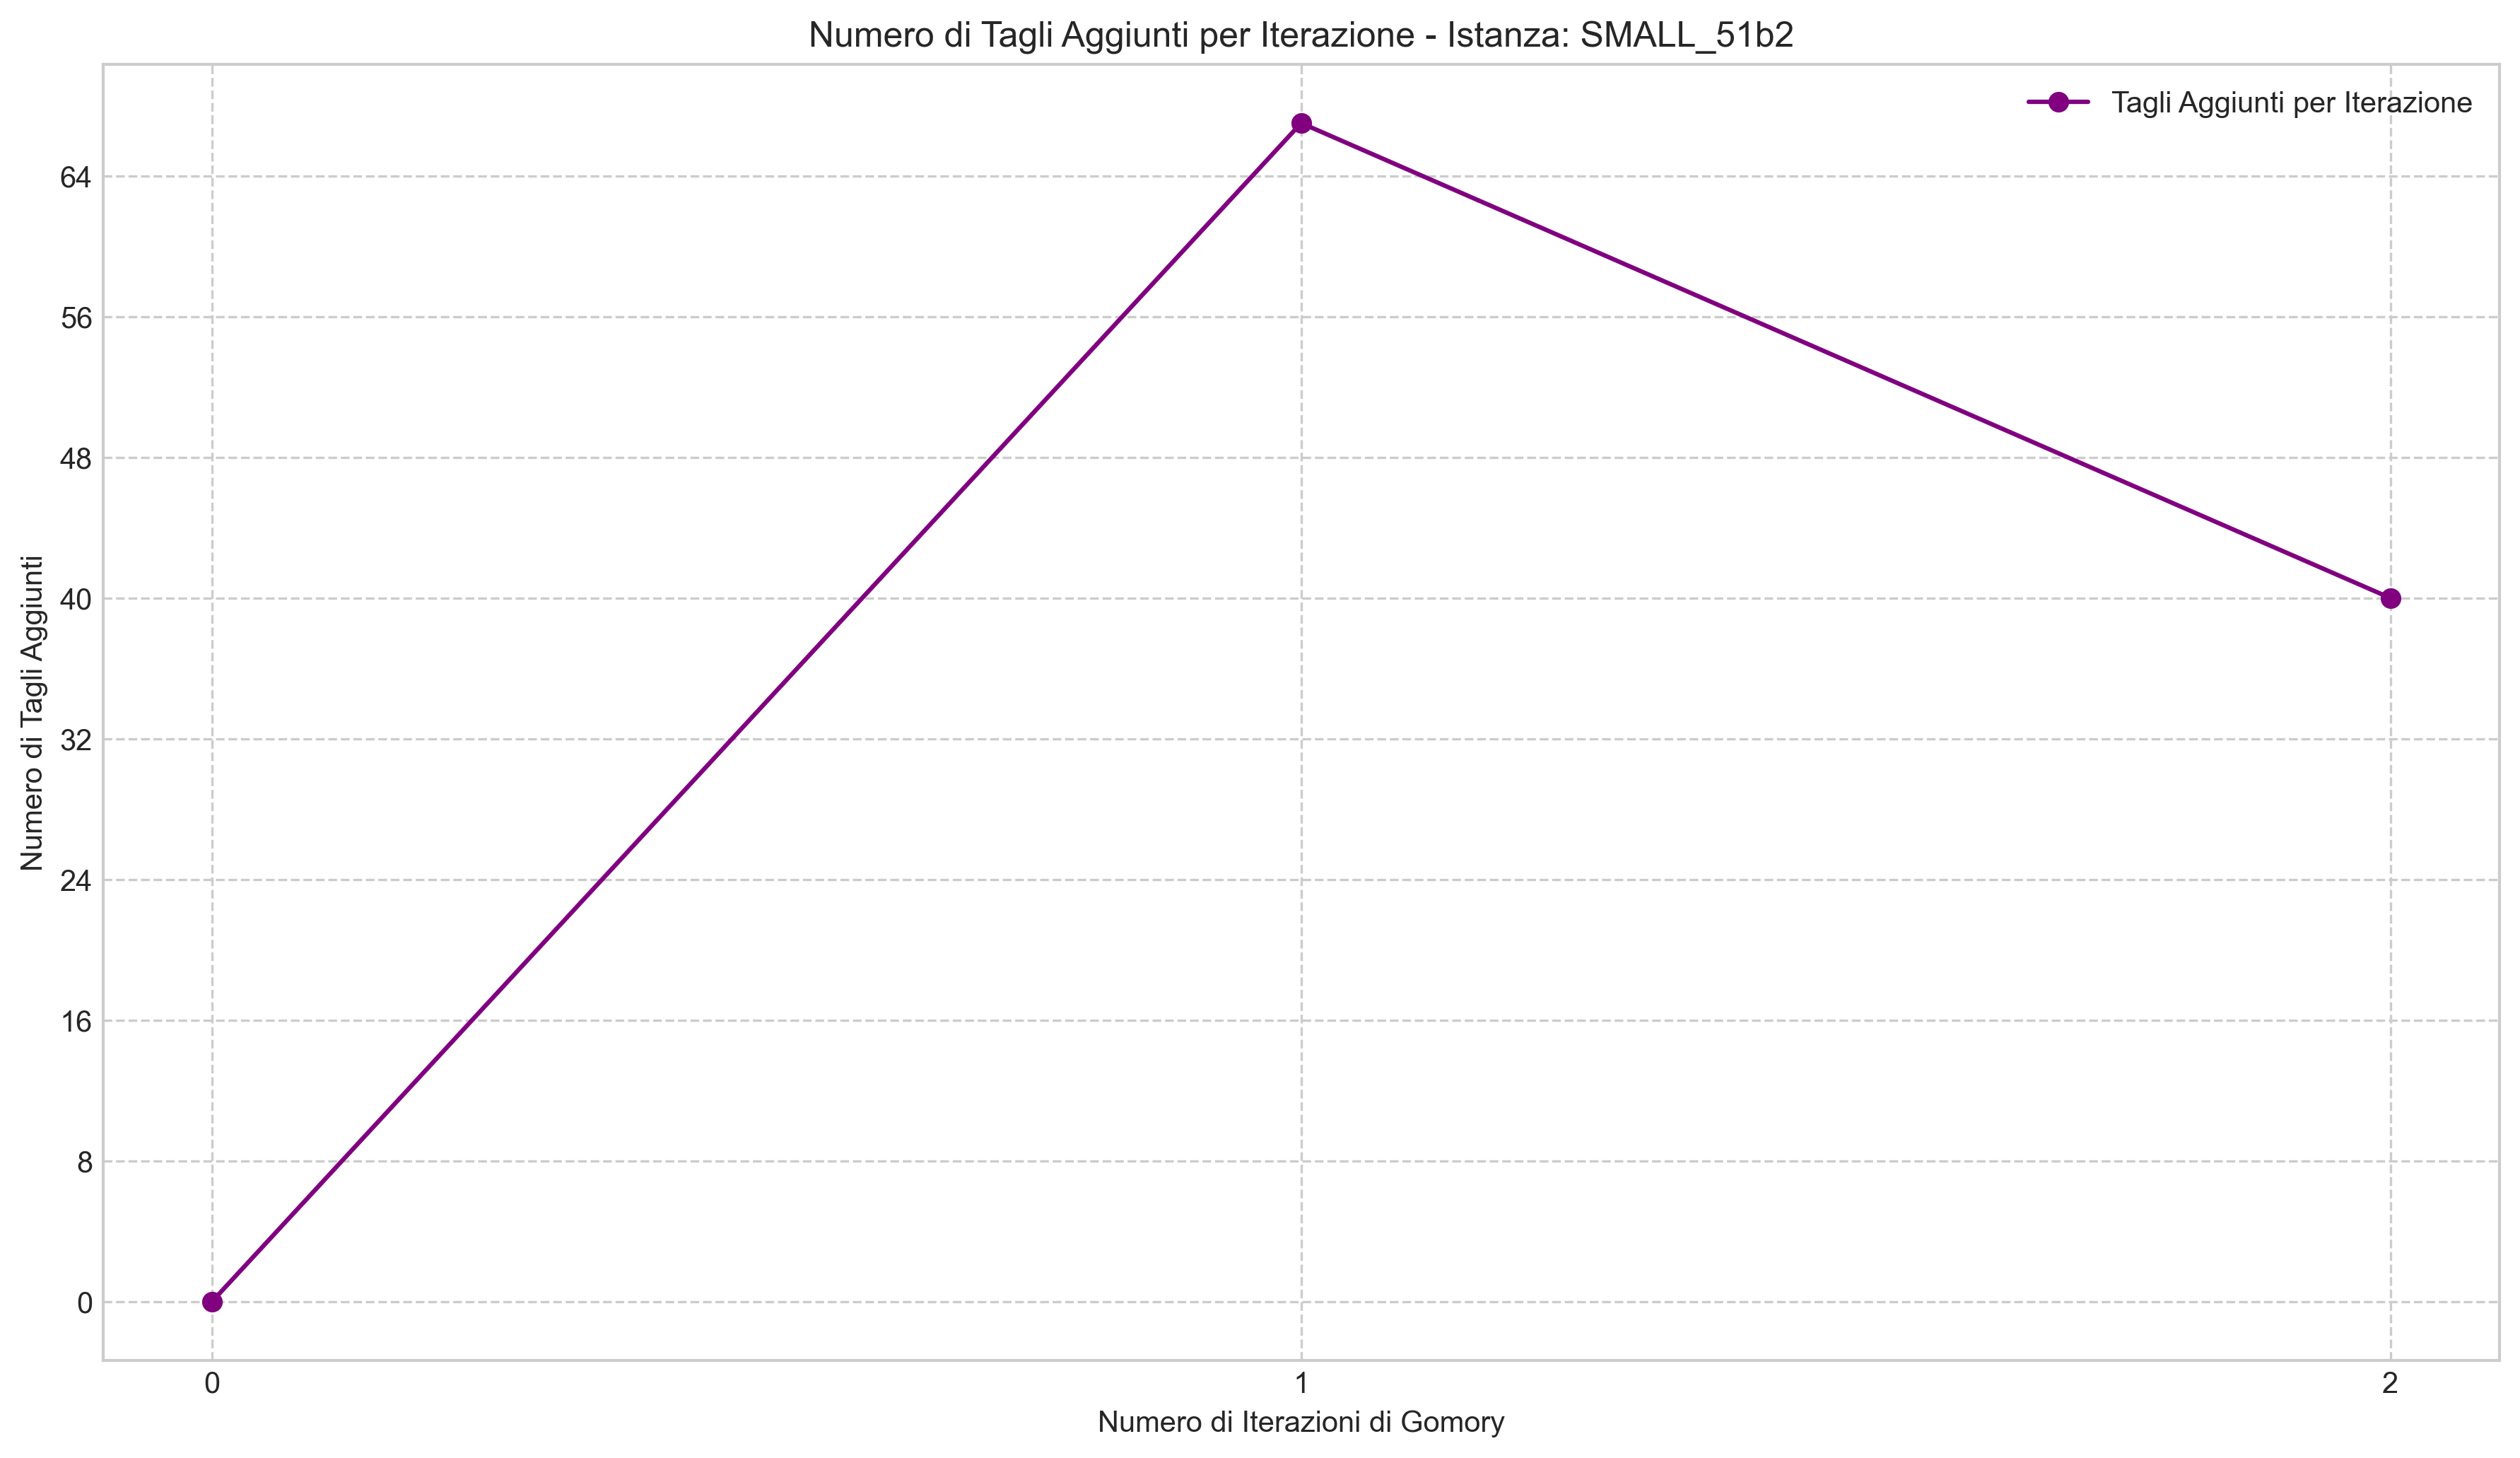 Numero di Tagli Aggiunti per Iterazione - Istanza: SMALL_51b2
Tagli Aggiunti per Iterazione
64
56
48
40
32
24
16
8
0
Numero di Tagli Aggiunti
0 1 2
Numero di Iterazioni di Gomory